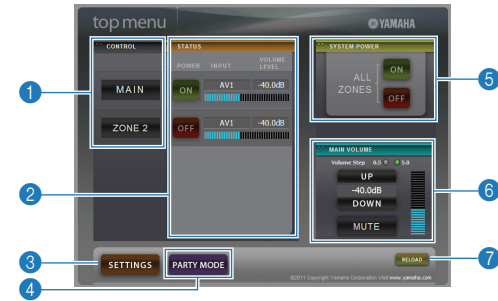 top menu
YAMAHA
CONTROL
MAIN
ZONE 2
STATUS
POWER INPUT VOLUME LEVEL
ON AV1 -40.0dB
OFF AV1 -40.0dB
SYSTEM POWER
ALL ZONES
ON
OFF
MAIN VOLUME
Volume Step 0.5 5.0
UP
-40.0dB
DOWN
MUTE
SETTINGS
PARTY MODE
RELOAD
©2011 Copyright Yamaha Corporation Visit www.yamaha.com
1
2
3
4
5
6
7